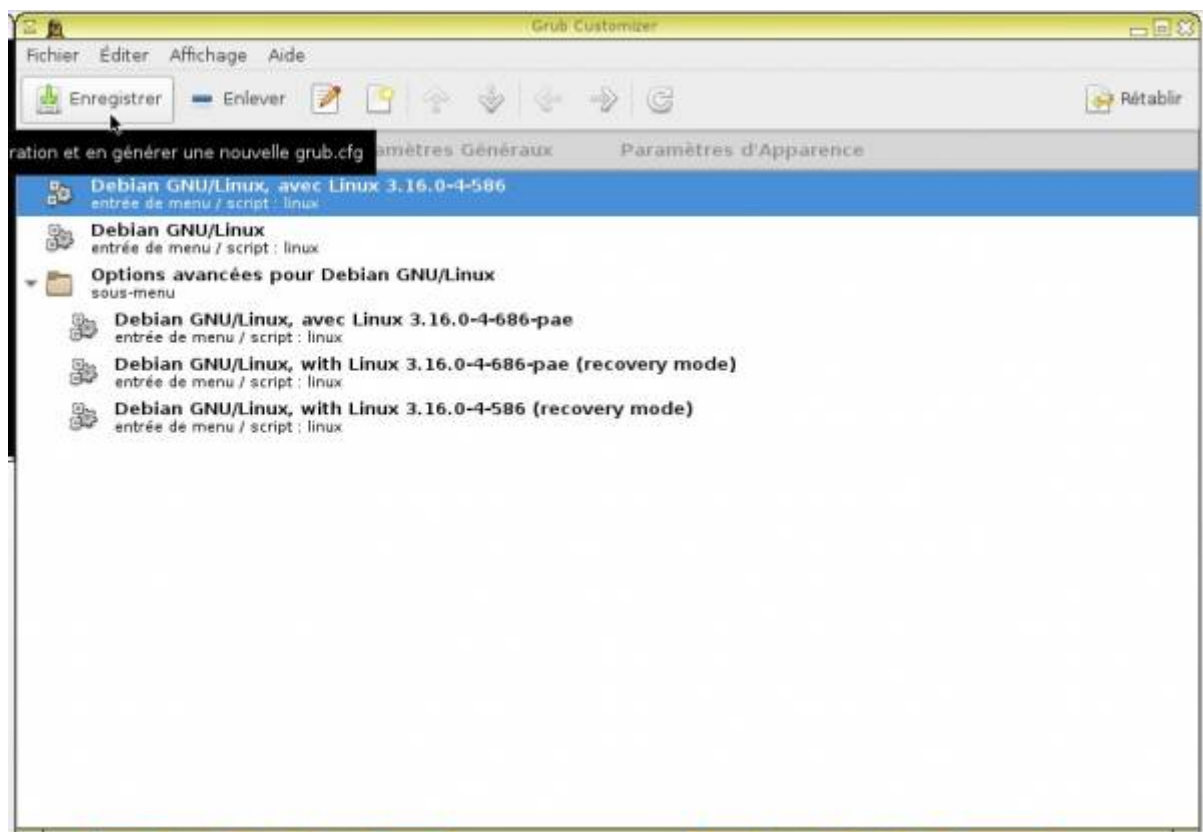 Grub Customizer
Fichier Éditer Affichage Aide
Enregistrer Enlever Rétablir
ration et en générer une nouvelle grub.cfg amètres Généraux Paramètres d'Apparence
Debian GNU/Linux, avec Linux 3.16.0-4-586
entrée de menu / script : linux
Debian GNU/Linux
entrée de menu / script : linux
Options avancées pour Debian GNU/Linux
sous-menu
Debian GNU/Linux, avec Linux 3.16.0-4-686-pae
entrée de menu / script : linux
Debian GNU/Linux, with Linux 3.16.0-4-686-pae (recovery mode)
entrée de menu / script : linux
Debian GNU/Linux, with Linux 3.16.0-4-586 (recovery mode)
entrée de menu / script : linux